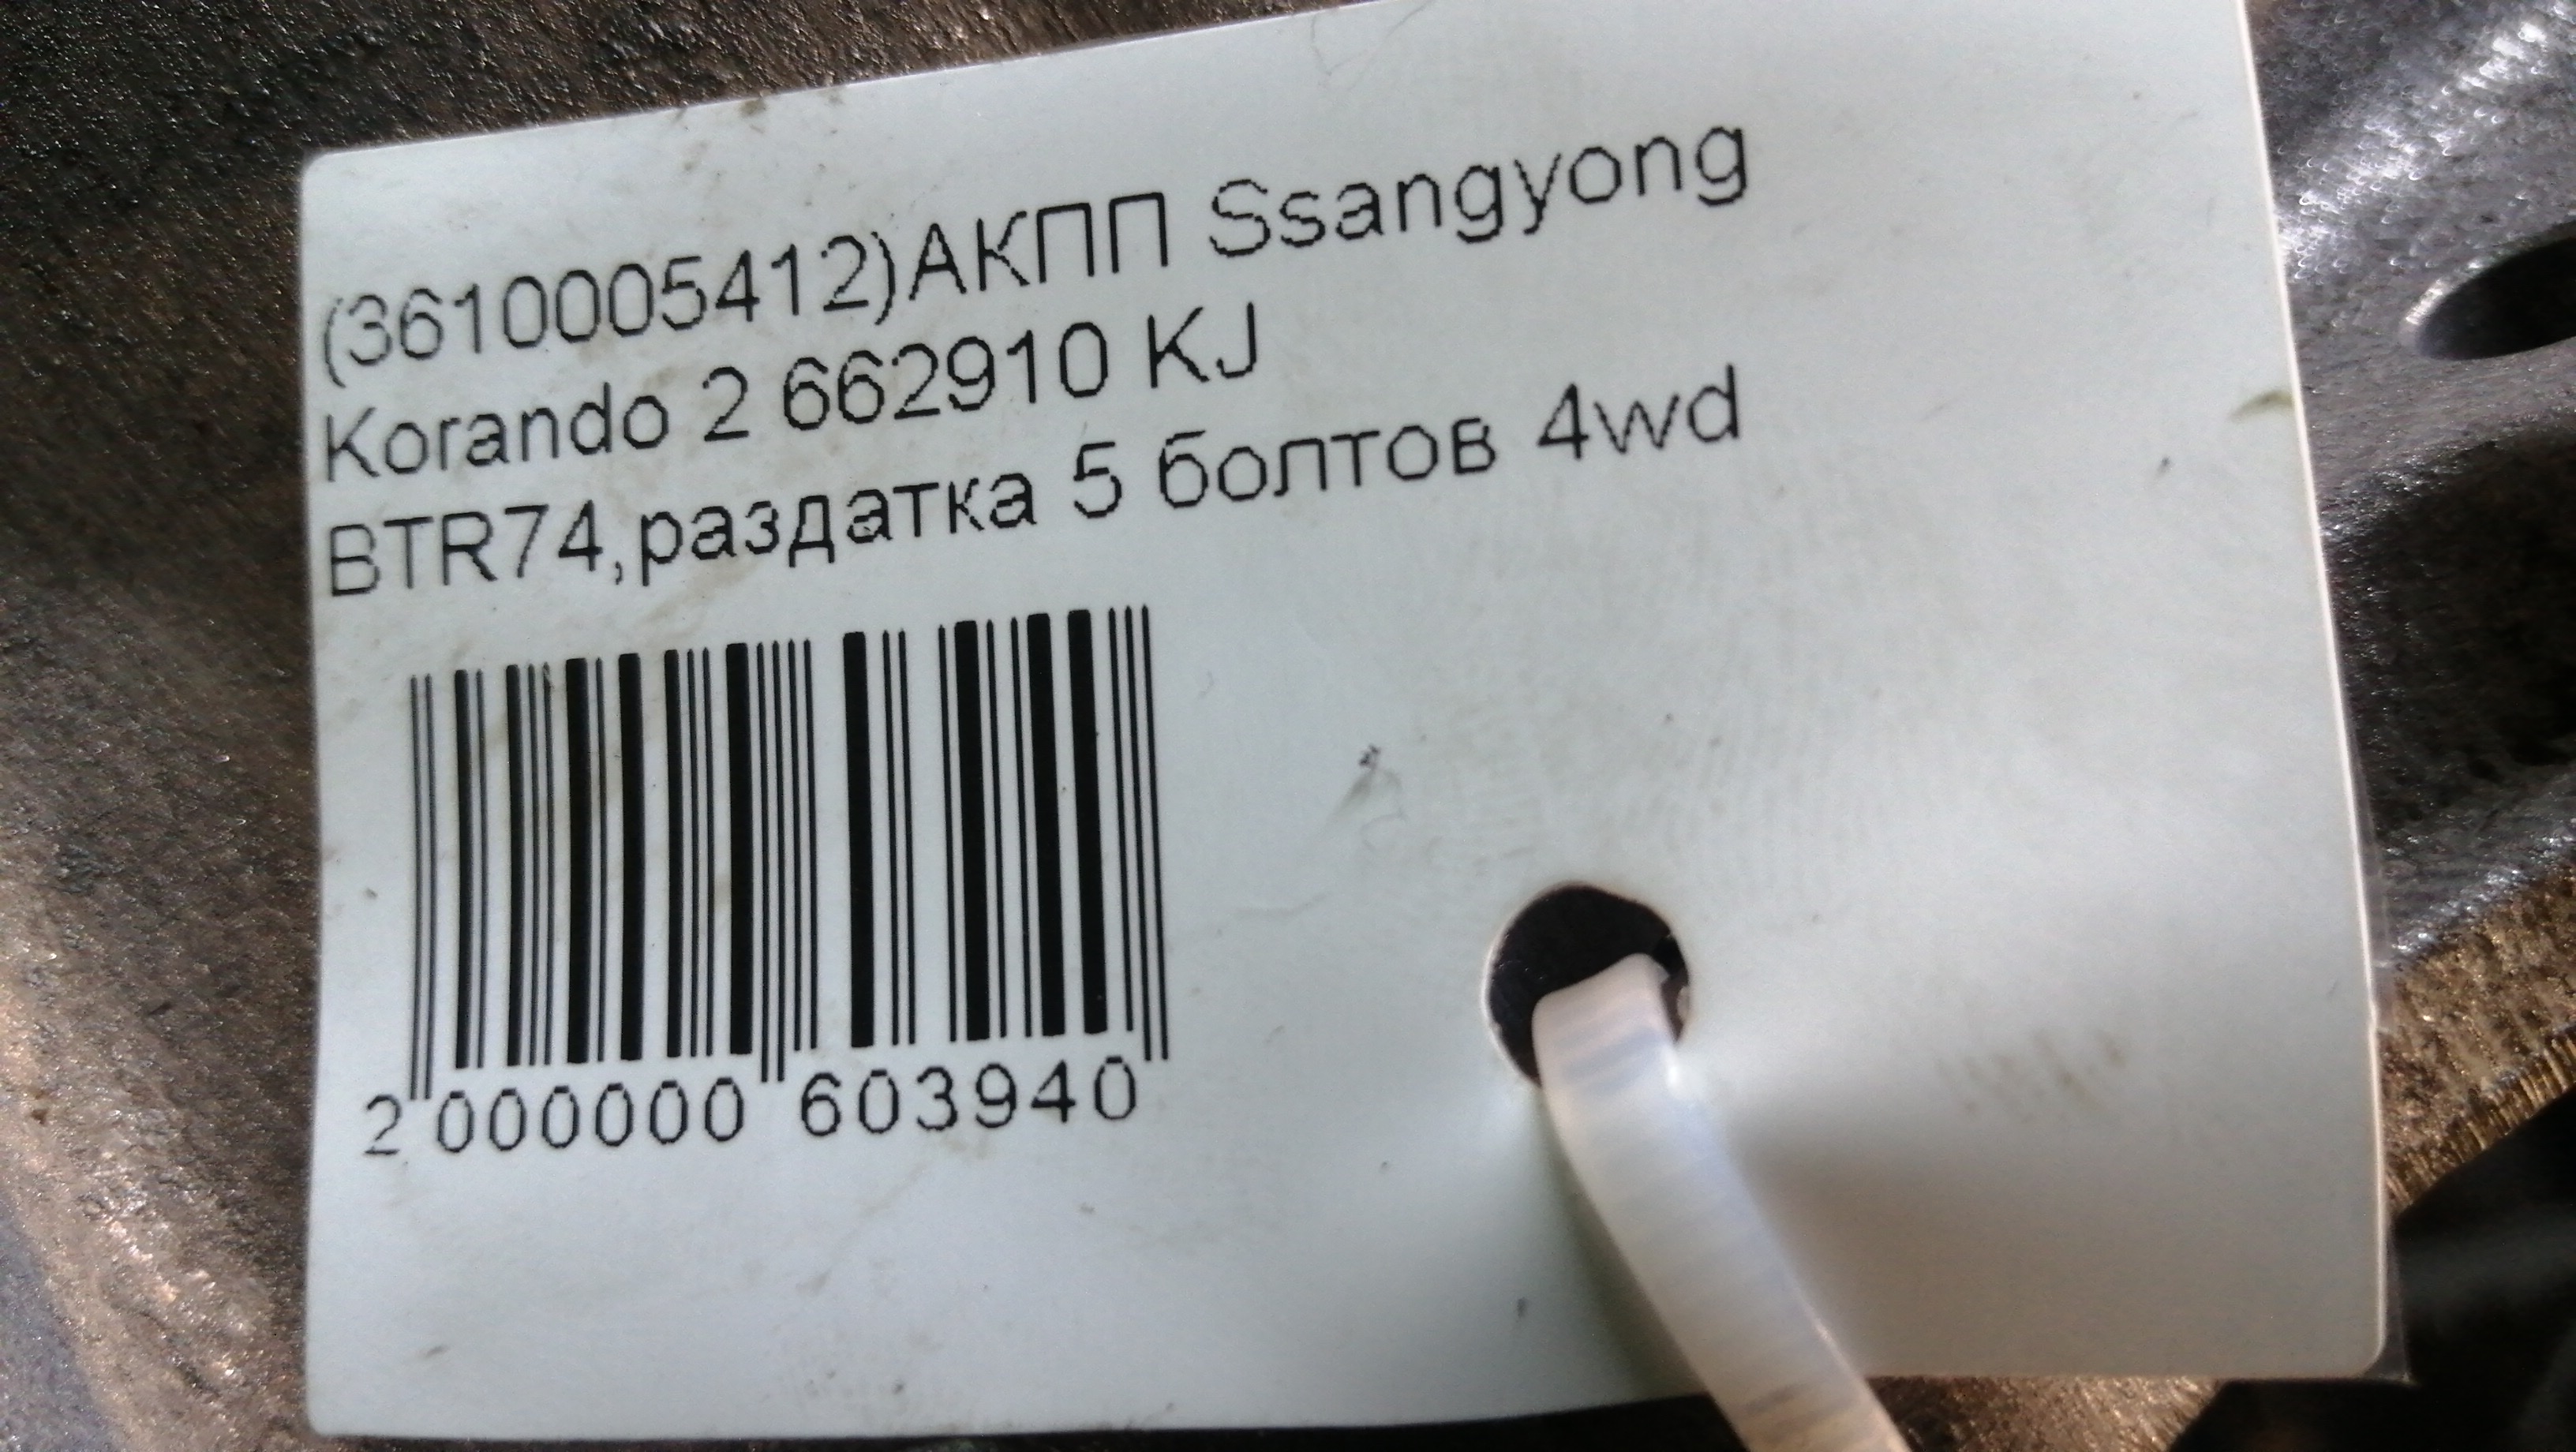 (3610005412)АКПП Ssangyong
Korando 2 662910 KJ
BTR74,раздатка 5 болтов 4wd
2 000000 603940